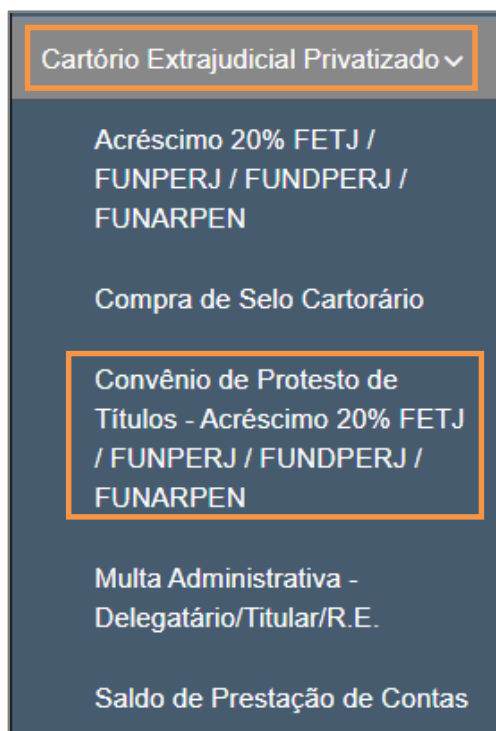 Cartório Extrajudicial Privatizado
Acréscimo 20% FETJ /
FUNPERJ / FUNDPERJ /
FUNARPEN
Compra de Selo Cartorário
Convênio de Protesto de
Títulos - Acréscimo 20% FETJ
/ FUNPERJ / FUNDPERJ /
FUNARPEN
Multa Administrativa -
Delegatário/Titular/R.E.
Saldo de Prestação de Contas